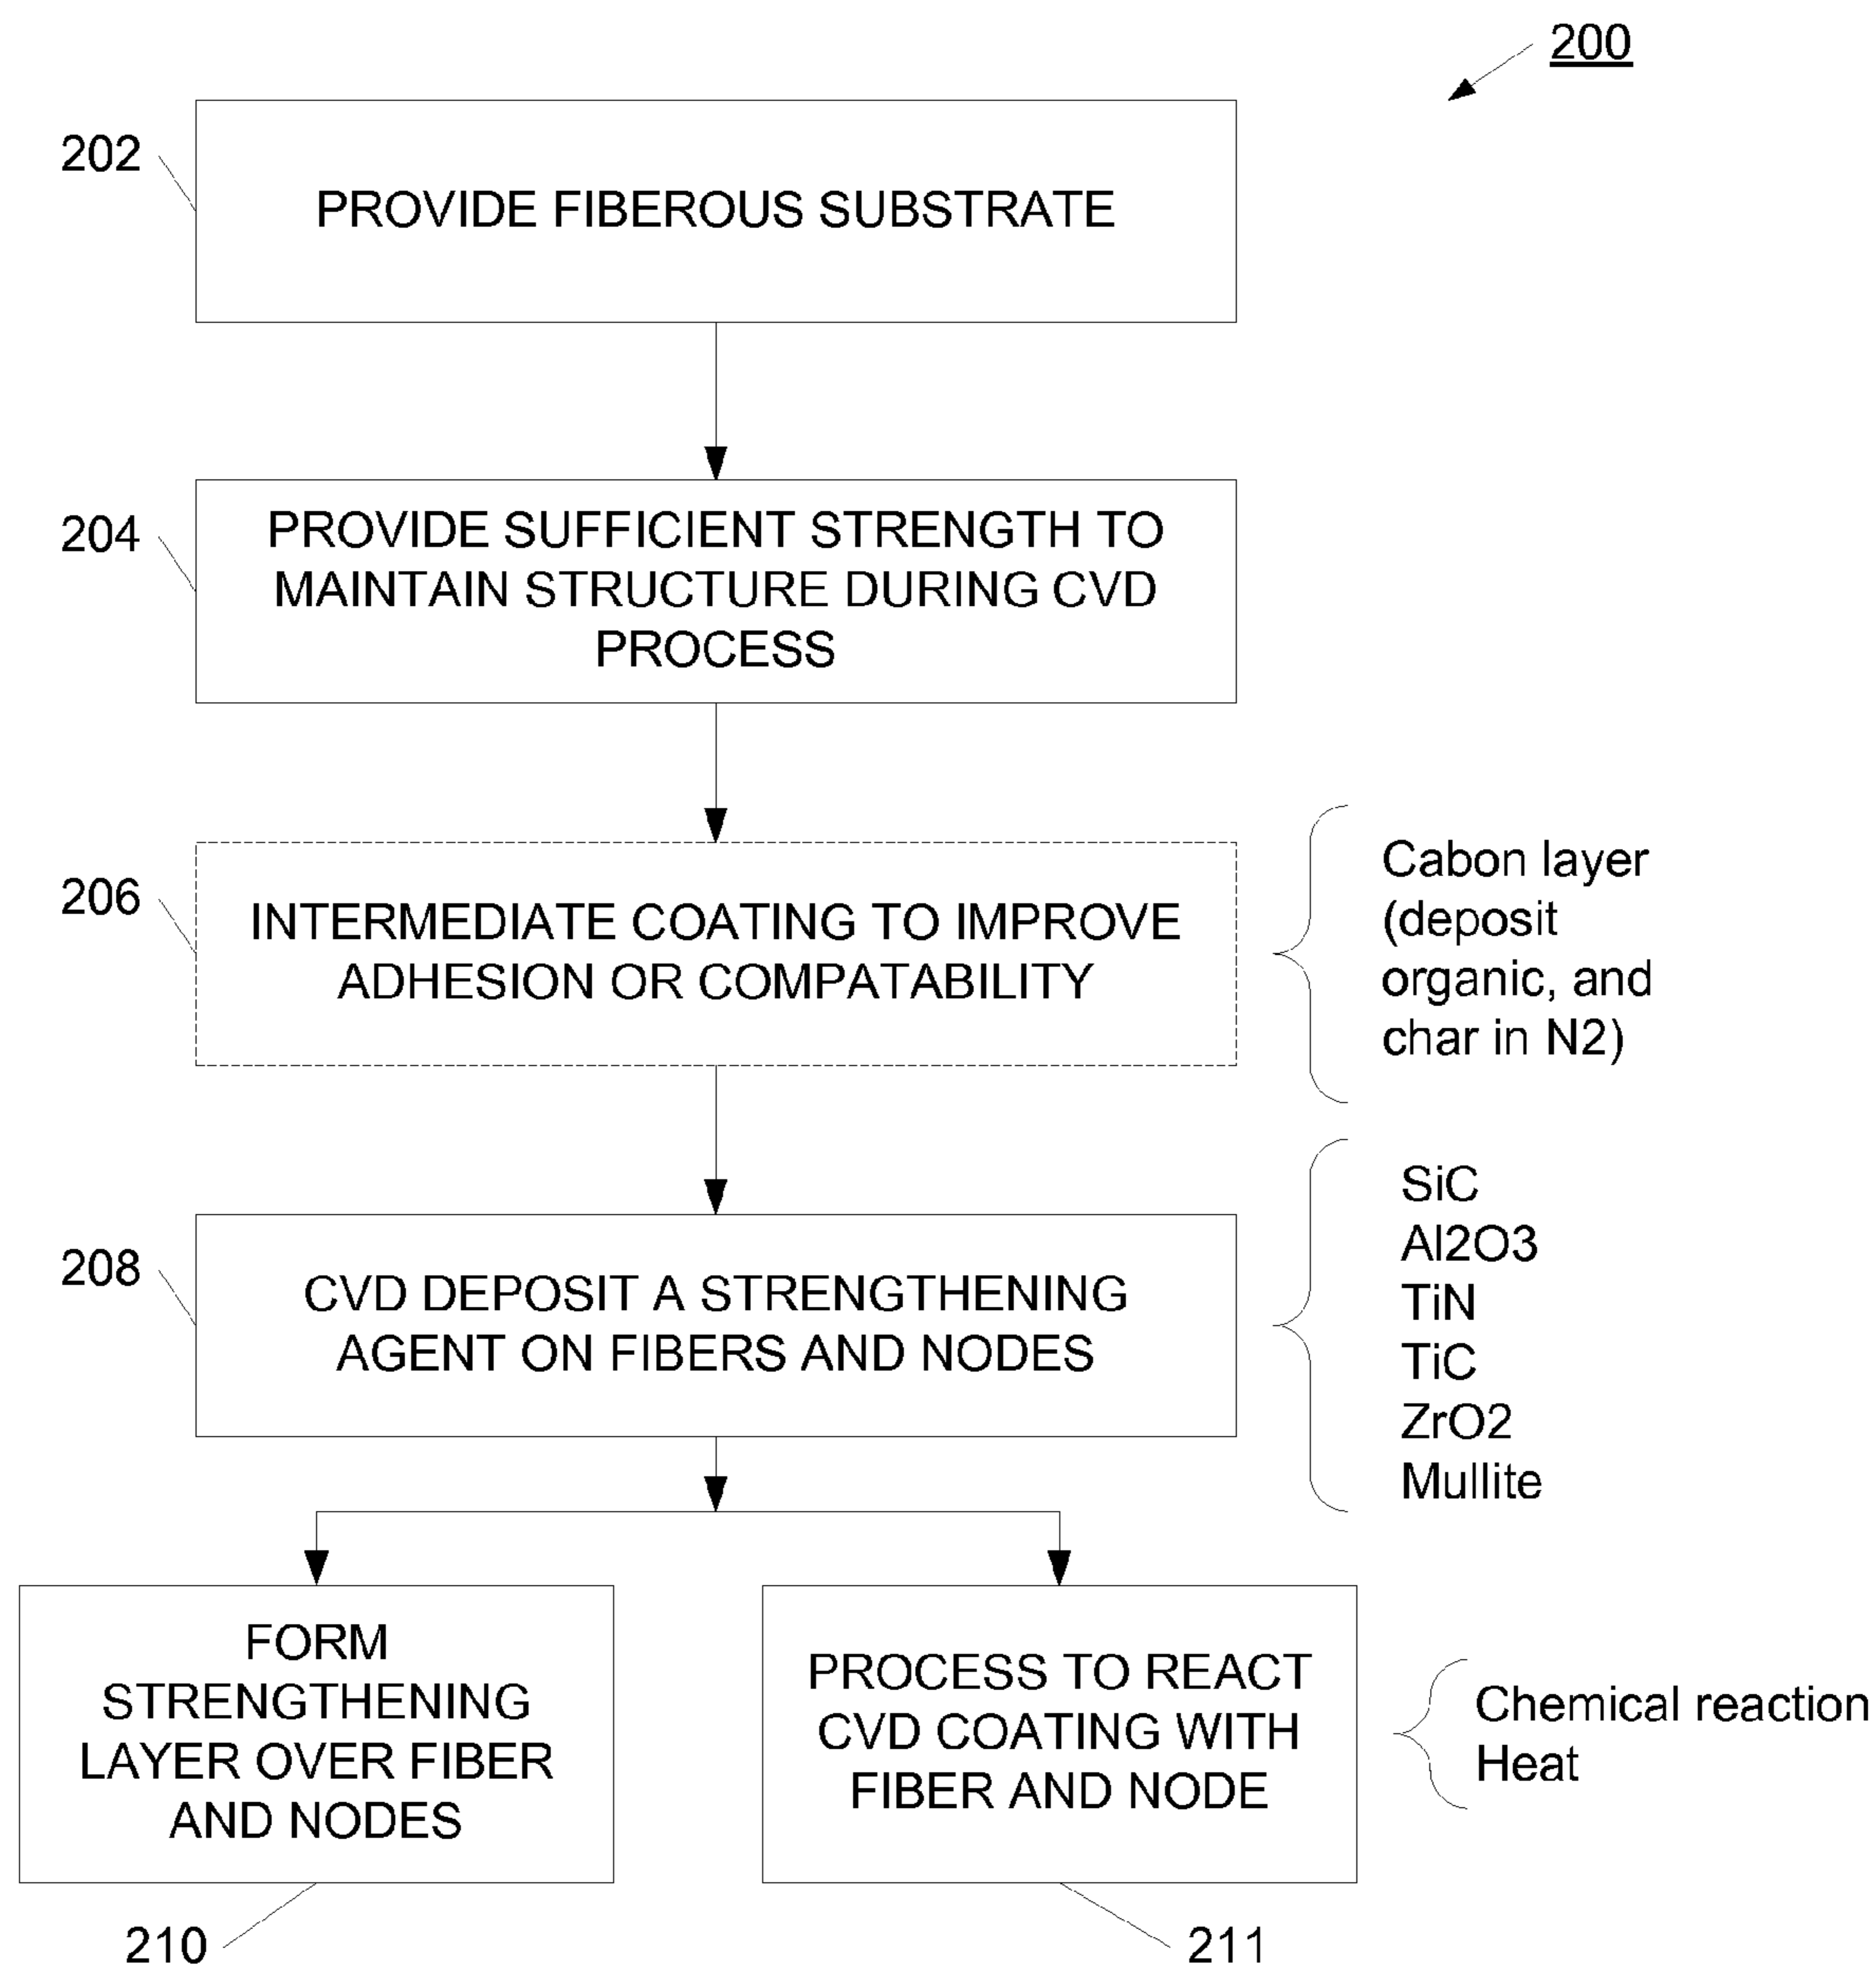 200
202
PROVIDE FIBEROUS SUBSTRATE
204
PROVIDE SUFFICIENT STRENGTH TO
MAINTAIN STRUCTURE DURING CVD
PROCESS
206
INTERMEDIATE COATING TO IMPROVE
ADHESION OR COMPATABILITY
Cabon layer
(deposit
organic, and
char in N2)
208
CVD DEPOSIT A STRENGTHENING
AGENT ON FIBERS AND NODES
SiC
Al2O3
TiN
TiC
ZrO2
Mullite
FORM
STRENGTHENING
LAYER OVER FIBER
AND NODES
210
PROCESS TO REACT
CVD COATING WITH
FIBER AND NODE
211
Chemical reaction
Heat